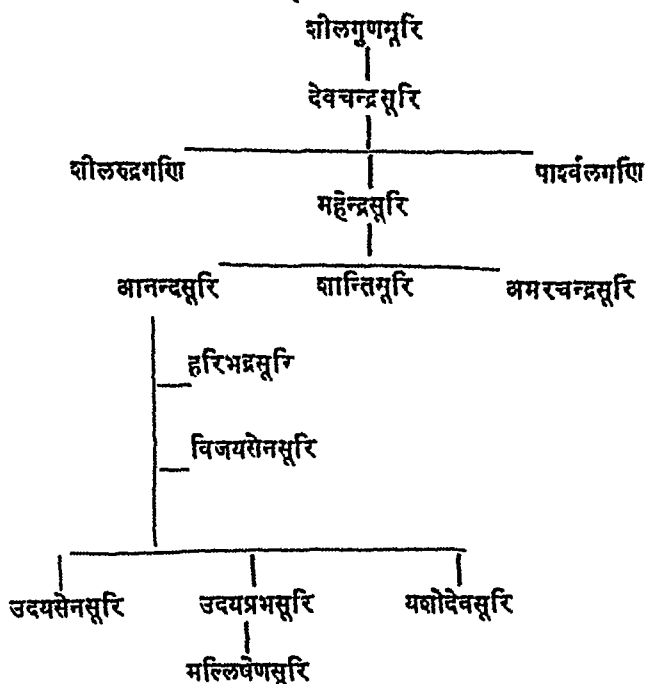 शीलगुणसूरि
देवचन्द्रसूरि
शीलरुद्रगणि पार्श्वलगणि
महेन्द्रसूरि
आनन्दसूरि शान्तिसूरि अमरचन्द्रसूरि
हरिभद्रसूरि
विजयसेनसूरि
उदयसेनसूरि उदयप्रभसूरि यशोदेवसूरि
मल्लिषेणसूरि